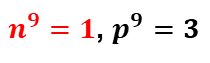 n⁹ = 1, p⁹ = 3